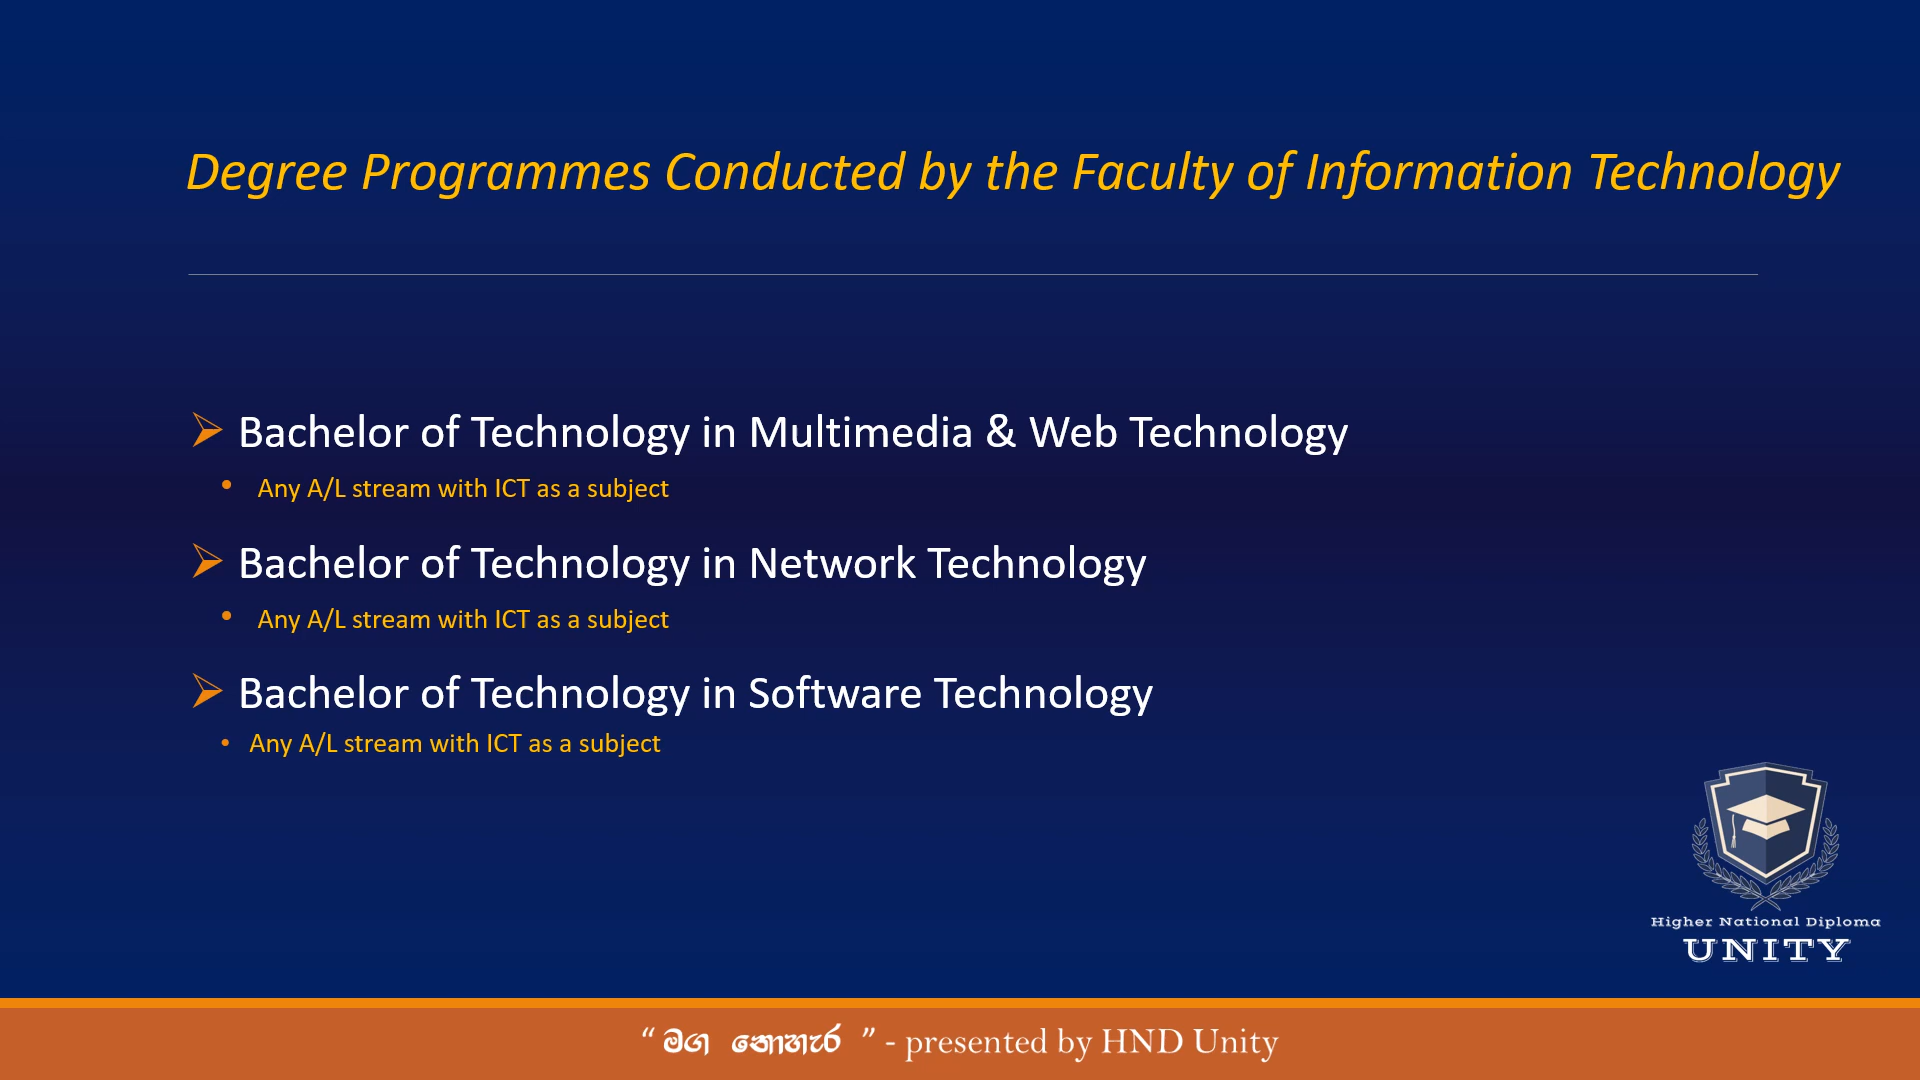 Degree Programmes Conducted by the Faculty of Information Technology
➢ Bachelor of Technology in Multimedia & Web Technology
• Any A/L stream with ICT as a subject
➢ Bachelor of Technology in Network Technology
• Any A/L stream with ICT as a subject
➢ Bachelor of Technology in Software Technology
• Any A/L stream with ICT as a subject
Higher National Diploma
UNITY
“ මග නොහැර ” - presented by HND Unity